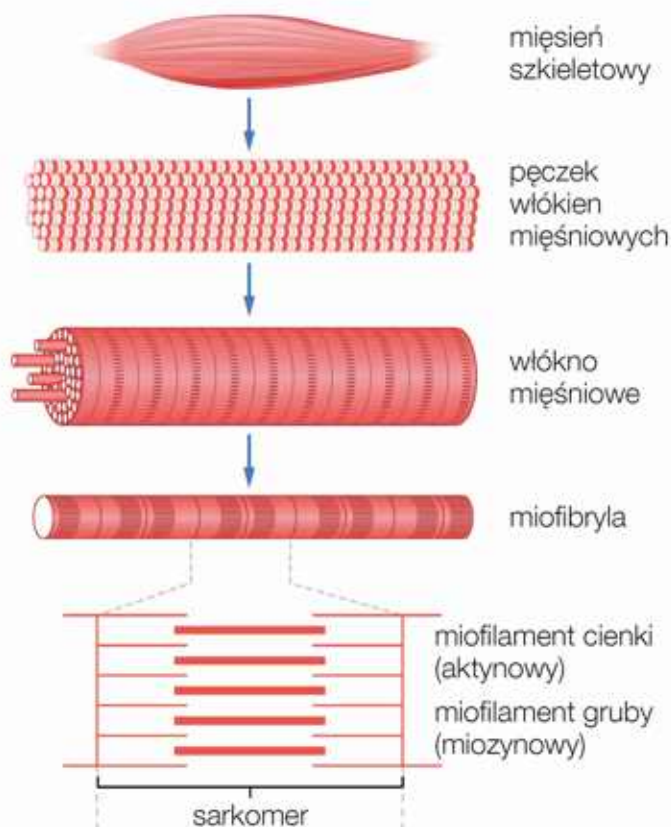 mięsień
szkieletowy
pęczek
włókien
mięśniowych
włókno
mięśniowe
miofibryla
miofilament cienki
(aktynowy)
miofilament gruby
(miozynowy)
sarkomer